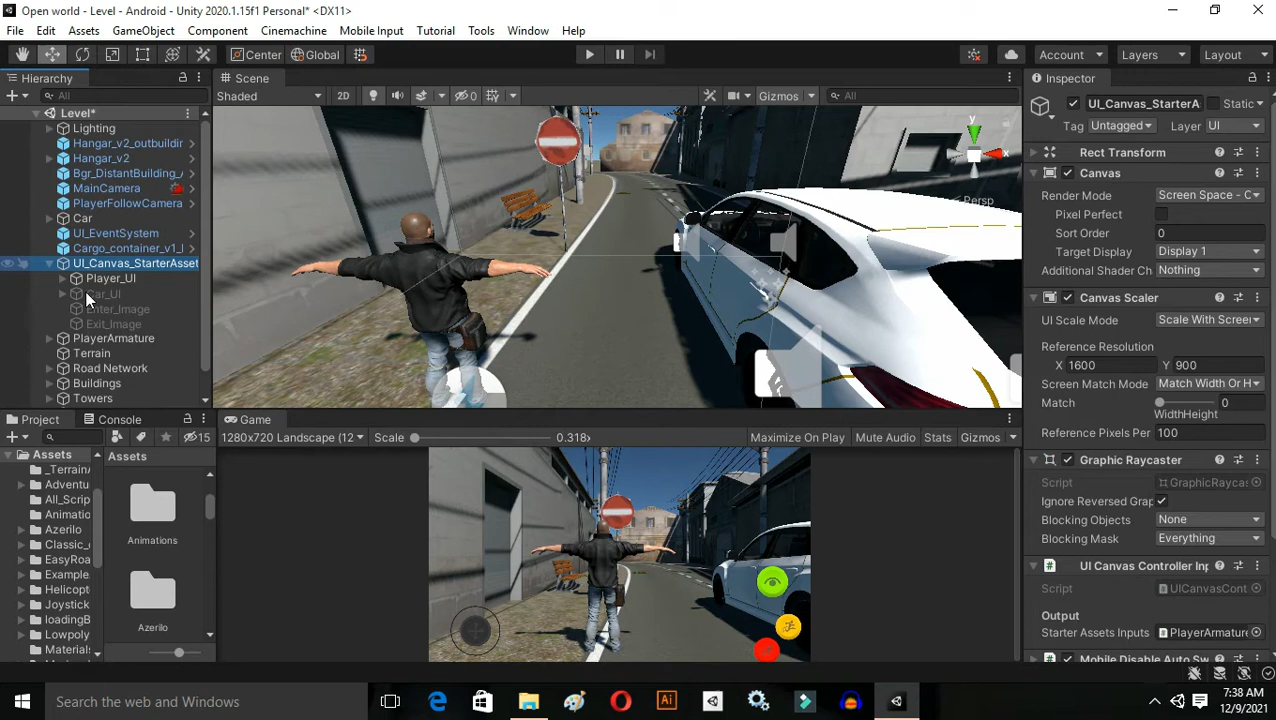 Open world - Level - Android - Unity 2020.1.15f1 Personal* <DX11>
File Edit Assets GameObject Component Cinemachine Mobile Input Tutorial Tools Window Help
Center Global Account Layers Layout
Hierarchy
All
Level*
Lighting
Hangar_v2_outbuildir
Hangar_v2
Bgr_DistantBuilding_
MainCamera
PlayerFollowCamera
Car
UI_EventSystem
Cargo_container_v1_
UI_Canvas_StarterAsset
Player_UI
Car_UI
Enter_Image
Exit_Image
PlayerArmature
Terrain
Road Network
Buildings
Towers
Scene
Shaded 2D 0 Gizmos All
y
x
Persp
Inspector
UI_Canvas_StarterA Static
Tag Untagged Layer UI
Rect Transform
Canvas
Render Mode Screen Space - C
Pixel Perfect
Sort Order 0
Target Display Display 1
Additional Shader Ch Nothing
Canvas Scaler
UI Scale Mode Scale With Screen
Reference Resolution
X 1600 Y 900
Screen Match Mode Match Width Or H
Match 0
WidthHeight
Reference Pixels Per 100
Graphic Raycaster
Script GraphicRaycas
Ignore Reversed Grap
Blocking Objects None
Blocking Mask Everything
UI Canvas Controller Inp
Script UICanvasCont
Output
Starter Assets Inputs PlayerArmature
Mobile Disable Auto Sw
Project Console
15
Assets
_TerrainA
Adventu
All_Scrip
Animatio
Azerilo
Classic_
EasyRoa
Example
Helicopt
Joystick
loadingB
Lowpoly
Material
Assets
Animations
Azerilo
Game
1280x720 Landscape (12 Scale 0.318 Maximize On Play Mute Audio Stats Gizmos
Search the web and Windows
Ai
7:38 AM
12/9/2021